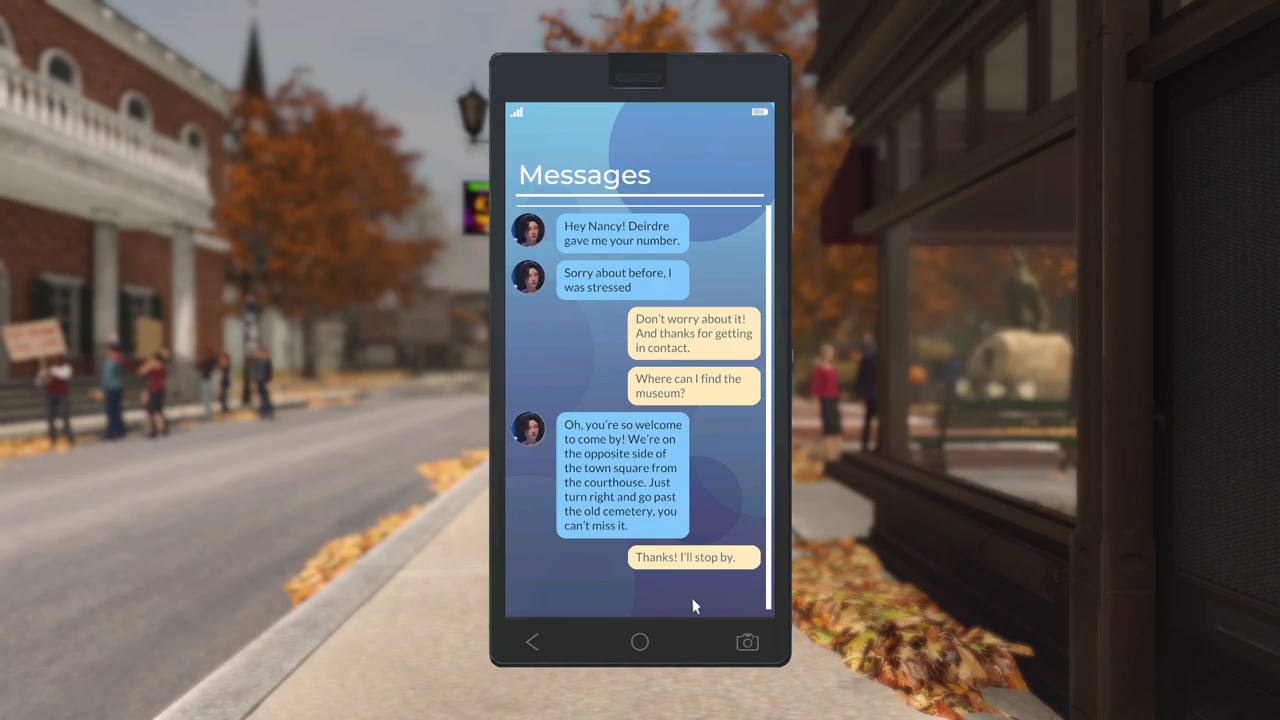 Messages
Hey Nancy! Deirdre
gave me your number.
Sorry about before, I
was stressed
Don't worry about it!
And thanks for getting
in contact.
Where can I find the
museum?
Oh, you're so welcome
to come by! We're on
the opposite side of
the town square from
the courthouse. Just
turn right and go past
the old cemetery, you
can't miss it.
Thanks! I'll stop by.